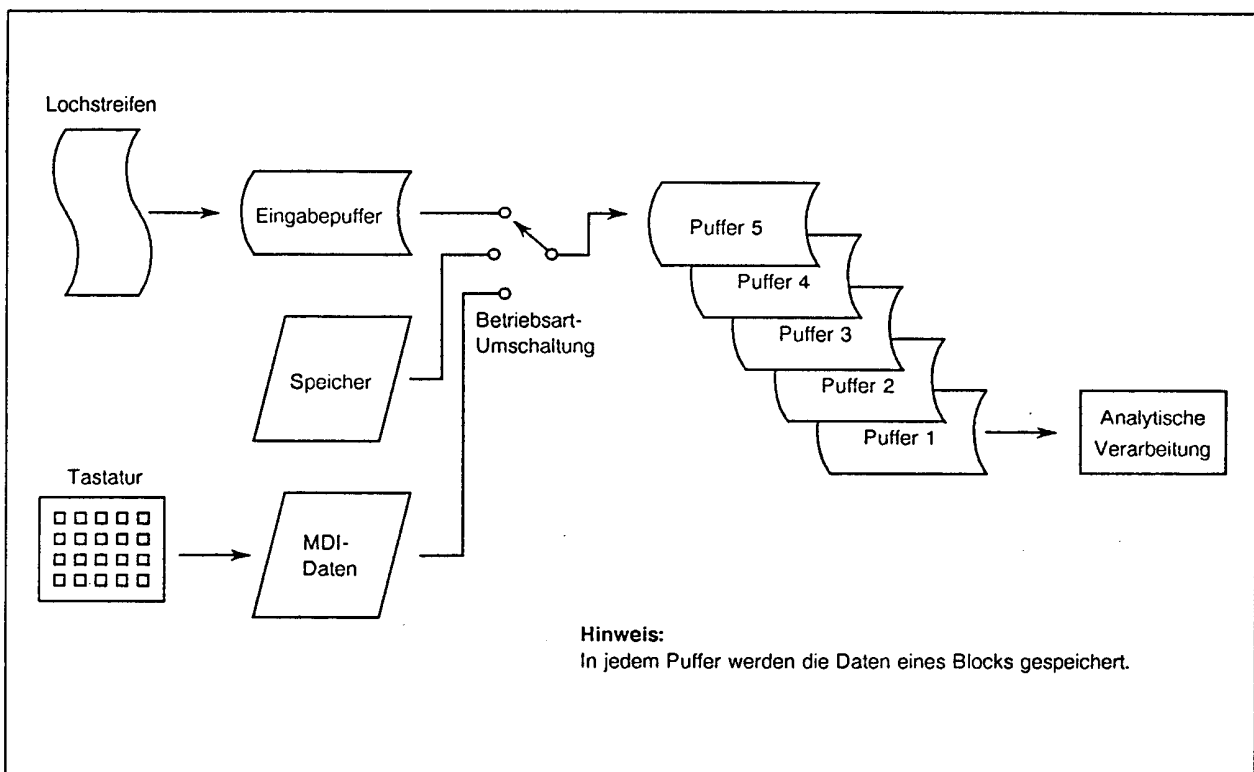 Lochstreifen
Eingabepuffer
Puffer 5
Puffer 4
Puffer 3
Puffer 2
Puffer 1
Betriebsart-
Umschaltung
Speicher
Analytische
Verarbeitung
Tastatur
MDI-
Daten
Hinweis:
In jedem Puffer werden die Daten eines Blocks gespeichert.